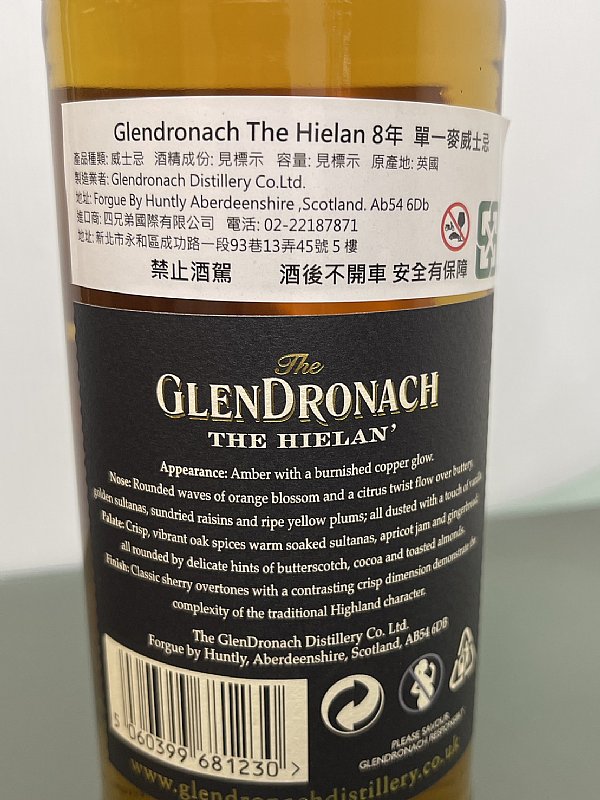 Glendronach The Hielan 8年 單一麥威士忌
產品種類: 威士忌 酒精成份: 見標示 容量: 見標示 原產地: 英國
製造業者: Glendronach Distillery Co.Ltd.
地址: Forgue By Huntly Aberdeenshire ,Scotland. Ab54 6Db
進口商: 四兄弟國際有限公司 電話: 02-22187871
地址: 新北市永和區成功路一段93巷13弄45號5樓
禁止酒駕 酒後不開車 安全有保障
The
GLENDRONACH
THE HIELAN'
Appearance: Amber with a burnished copper glow.
Nose: Rounded waves of orange blossom and a citrus twist flow over buttery,
golden sultanas, sundried raisins and ripe yellow plums; all dusted with a touch of vanilla.
Palate: Crisp, vibrant oak spices warm soaked sultanas, apricot jam and gingerbread;
all rounded by delicate hints of butterscotch, cocoa and toasted almonds.
Finish: Classic sherry overtones with a contrasting crisp dimension demonstrate the
complexity of the traditional Highland character.
The GlenDronach Distillery Co. Ltd.
Forgue by Huntly, Aberdeenshire, Scotland, AB54 6DB
5 060399 681230 >
PLEASE SAVOUR
GLENDRONACH RESPONSIBLY.
www.glendronachdistillery.co.uk